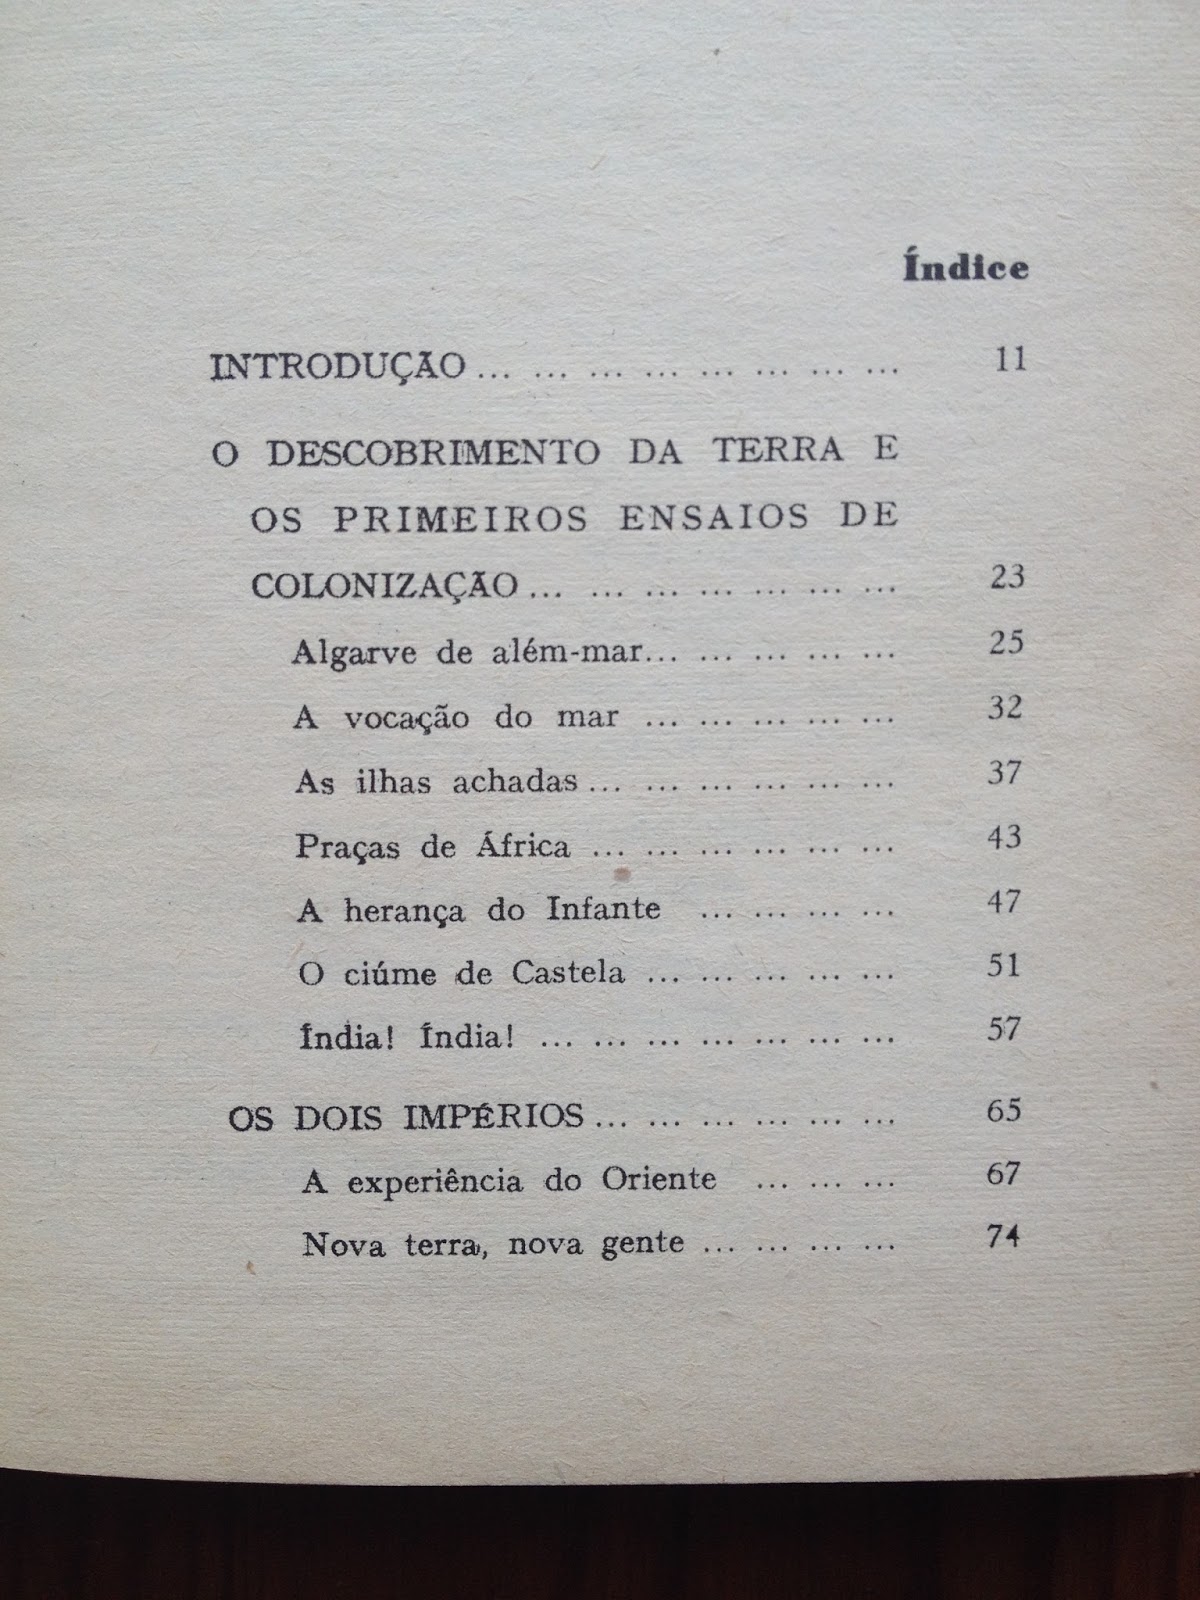 Índice
INTRODUÇÃO ... ... ... ... ... ... ... ... 11
O DESCOBRIMENTO DA TERRA E
OS PRIMEIROS ENSAIOS DE
COLONIZAÇÃO ... ... ... ... ... ... ... 23
Algarve de além-mar... ... ... ... ... 25
A vocação do mar ... ... ... ... ... 32
As ilhas achadas ... ... ... ... ... ... 37
Praças de África ... ... ... ... ... ... 43
A herança do Infante ... ... ... ... 47
O ciúme de Castela ... ... ... ... ... 51
Índia! Índia! ... ... ... ... ... ... ... 57
OS DOIS IMPÉRIOS ... ... ... ... ... ... 65
A experiência do Oriente ... ... ... 67
Nova terra, nova gente ... ... ... ... 74